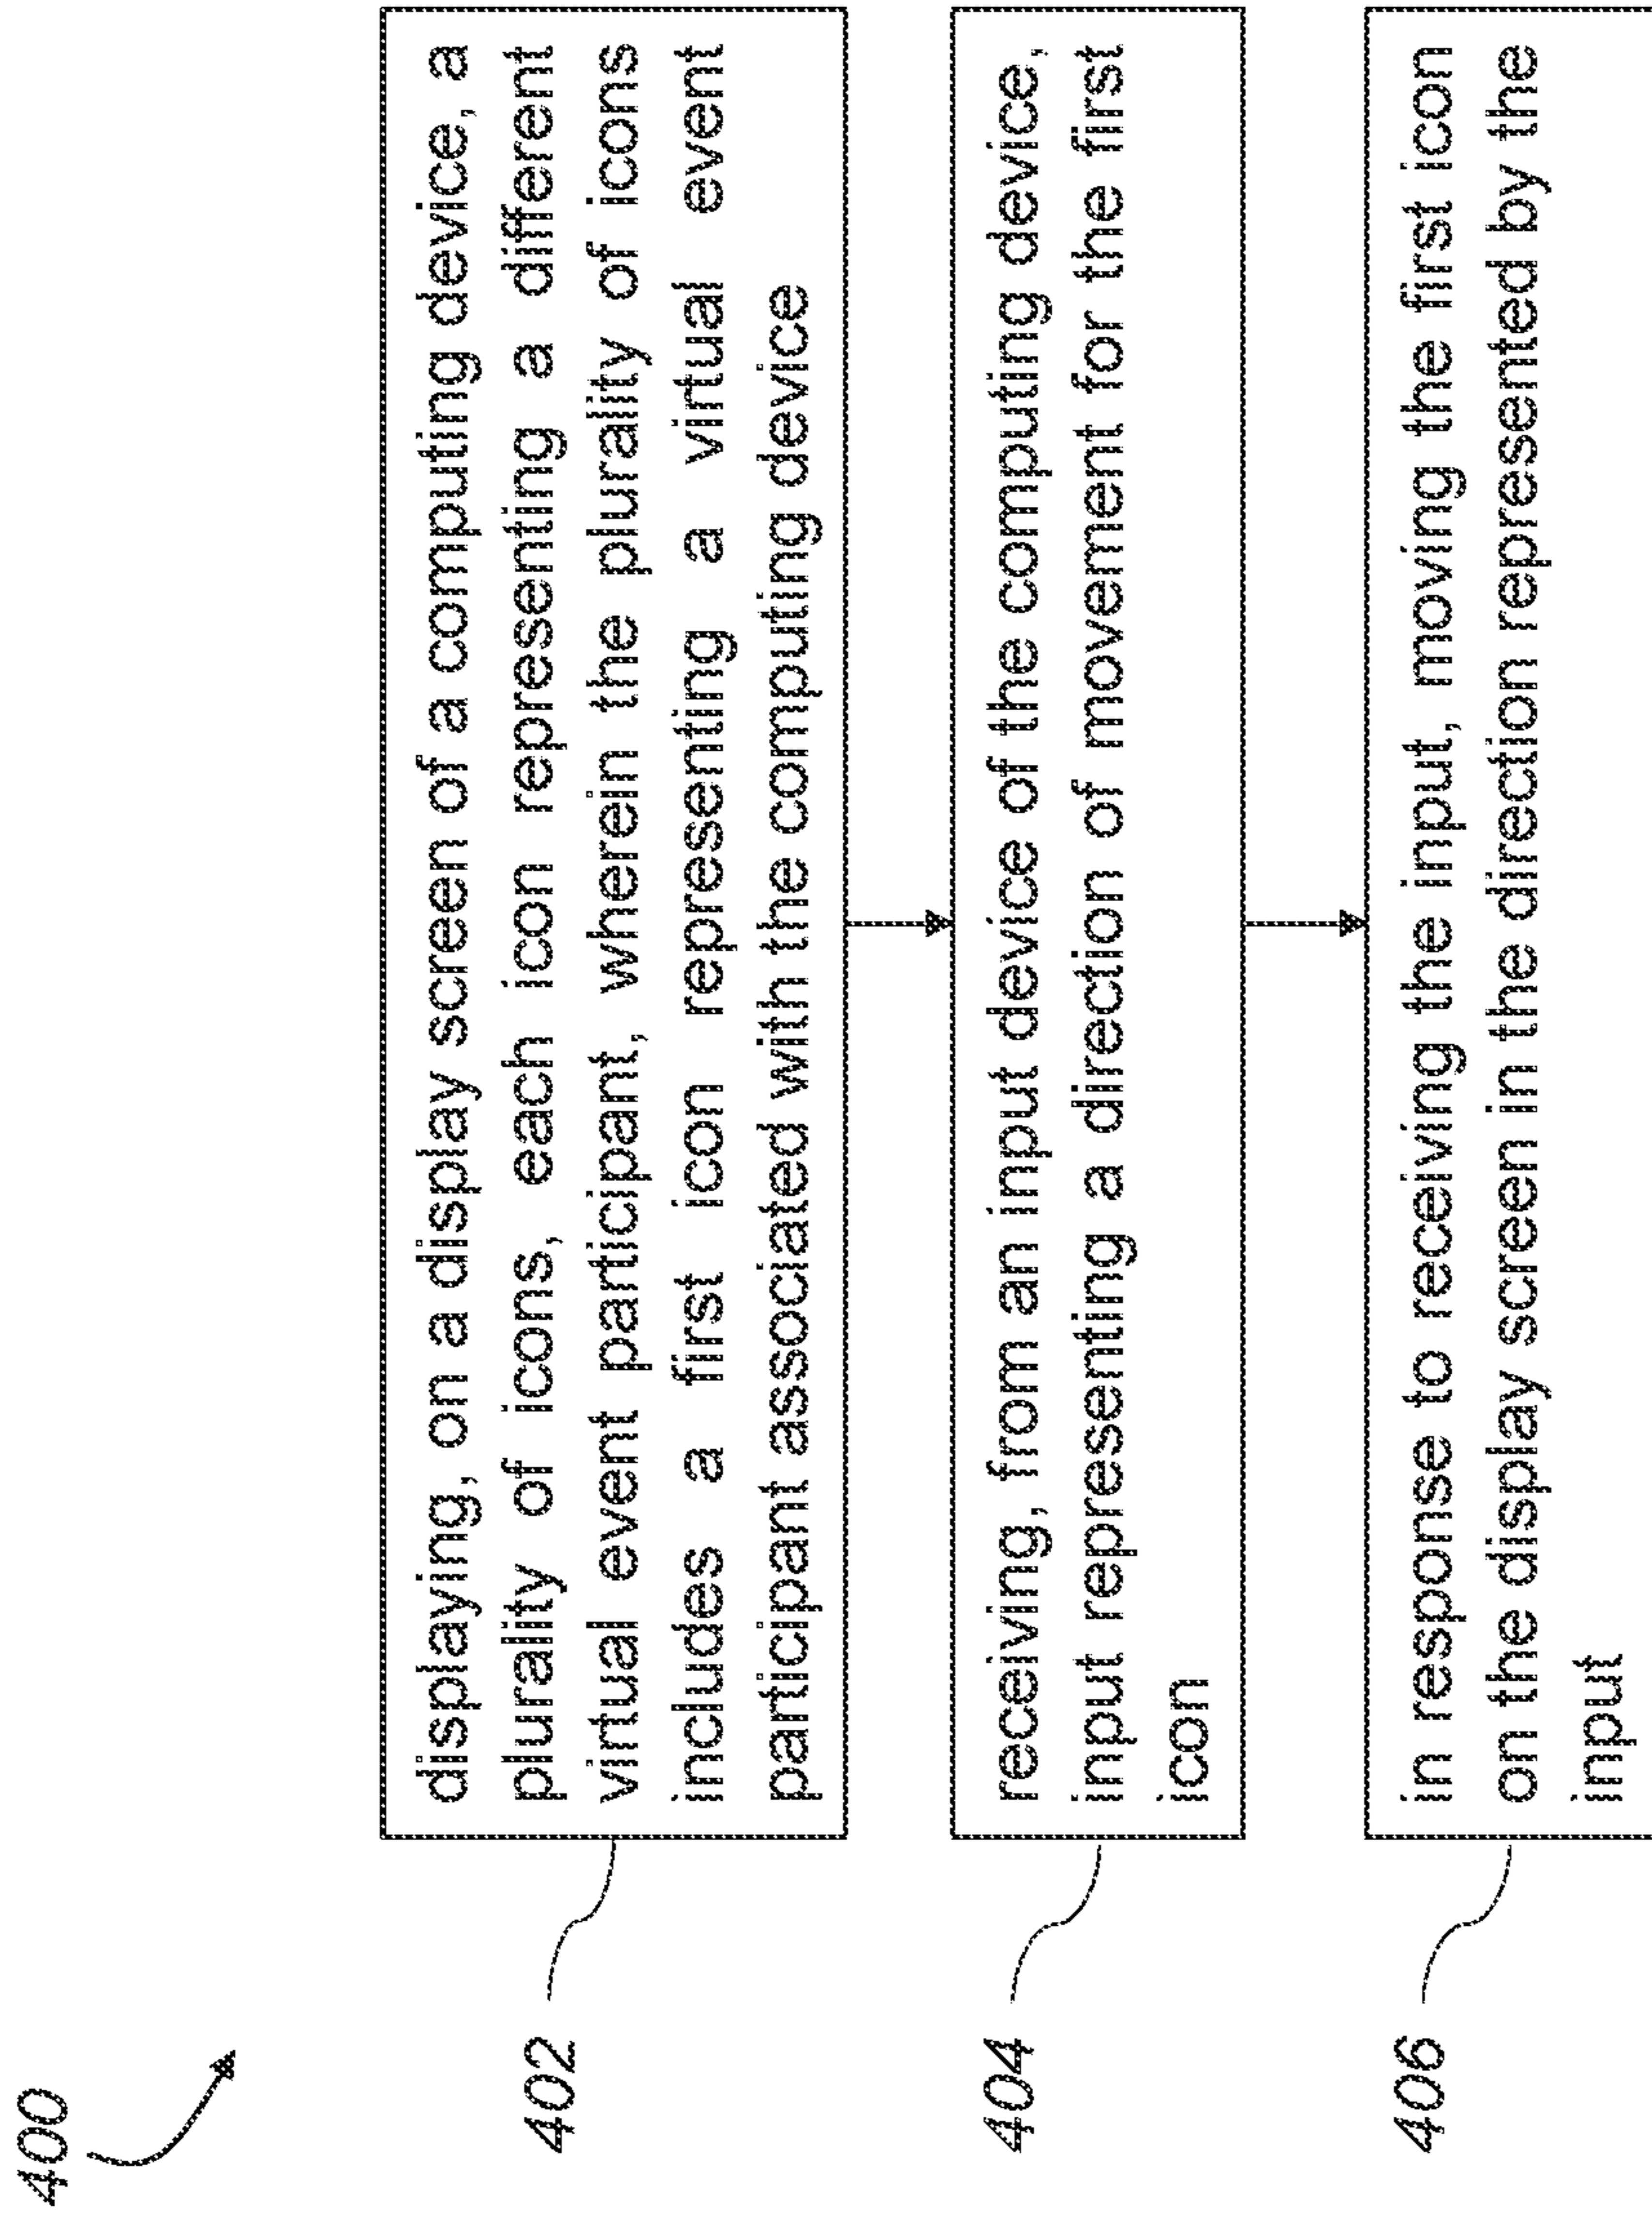 400
402
displaying, on a display screen of a computing device, a
plurality of icons, each icon representing a different
virtual event participant, wherein the plurality of icons
includes a first icon representing a virtual event
participant associated with the computing device
404
receiving, from an input device of the computing device,
input representing a direction of movement for the first
icon
406
in response to receiving the input, moving the first icon
on the display screen in the direction represented by the
input